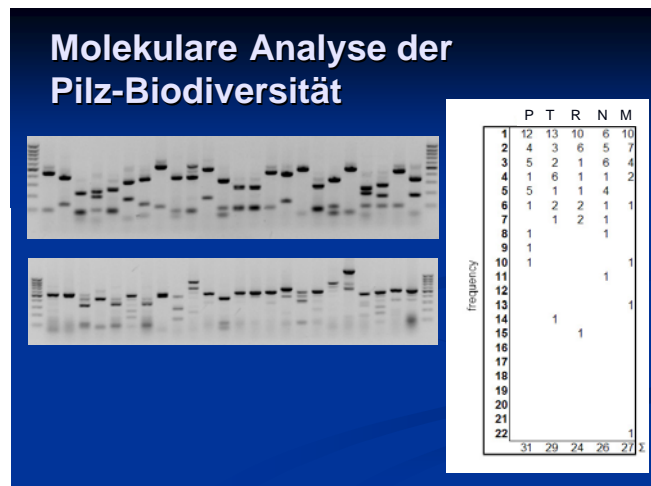 Molekulare Analyse der
Pilz-Biodiversität
P T R N M
frequency
1 12 13 10 6 10
2 4 3 6 5 7
3 5 2 1 6 4
4 1 6 1 1 2
5 5 1 1 4
6 1 2 2 1 1
7 1 2 1
8 1 1
9 1
10 1 1
11 1
12
13 1
14 1
15 1
16
17
18
19
20
21
22 1
31 29 24 26 27 Σ